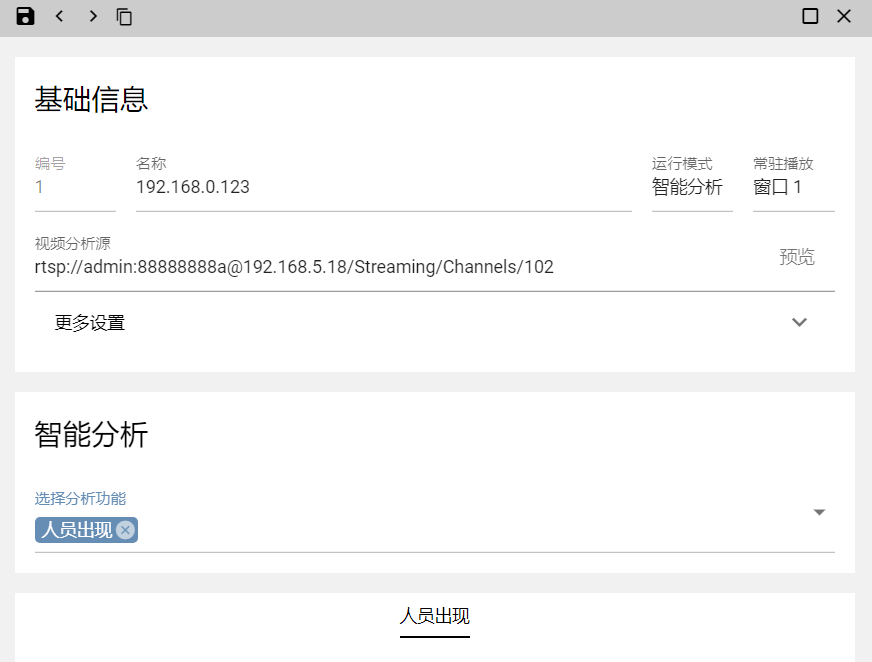 基础信息
编号 名称 运行模式 常驻播放
1 192.168.0.123 智能分析 窗口 1
视频分析源
rtsp://admin:88888888a@192.168.5.18/Streaming/Channels/102 预览
更多设置
智能分析
选择分析功能
人员出现
人员出现